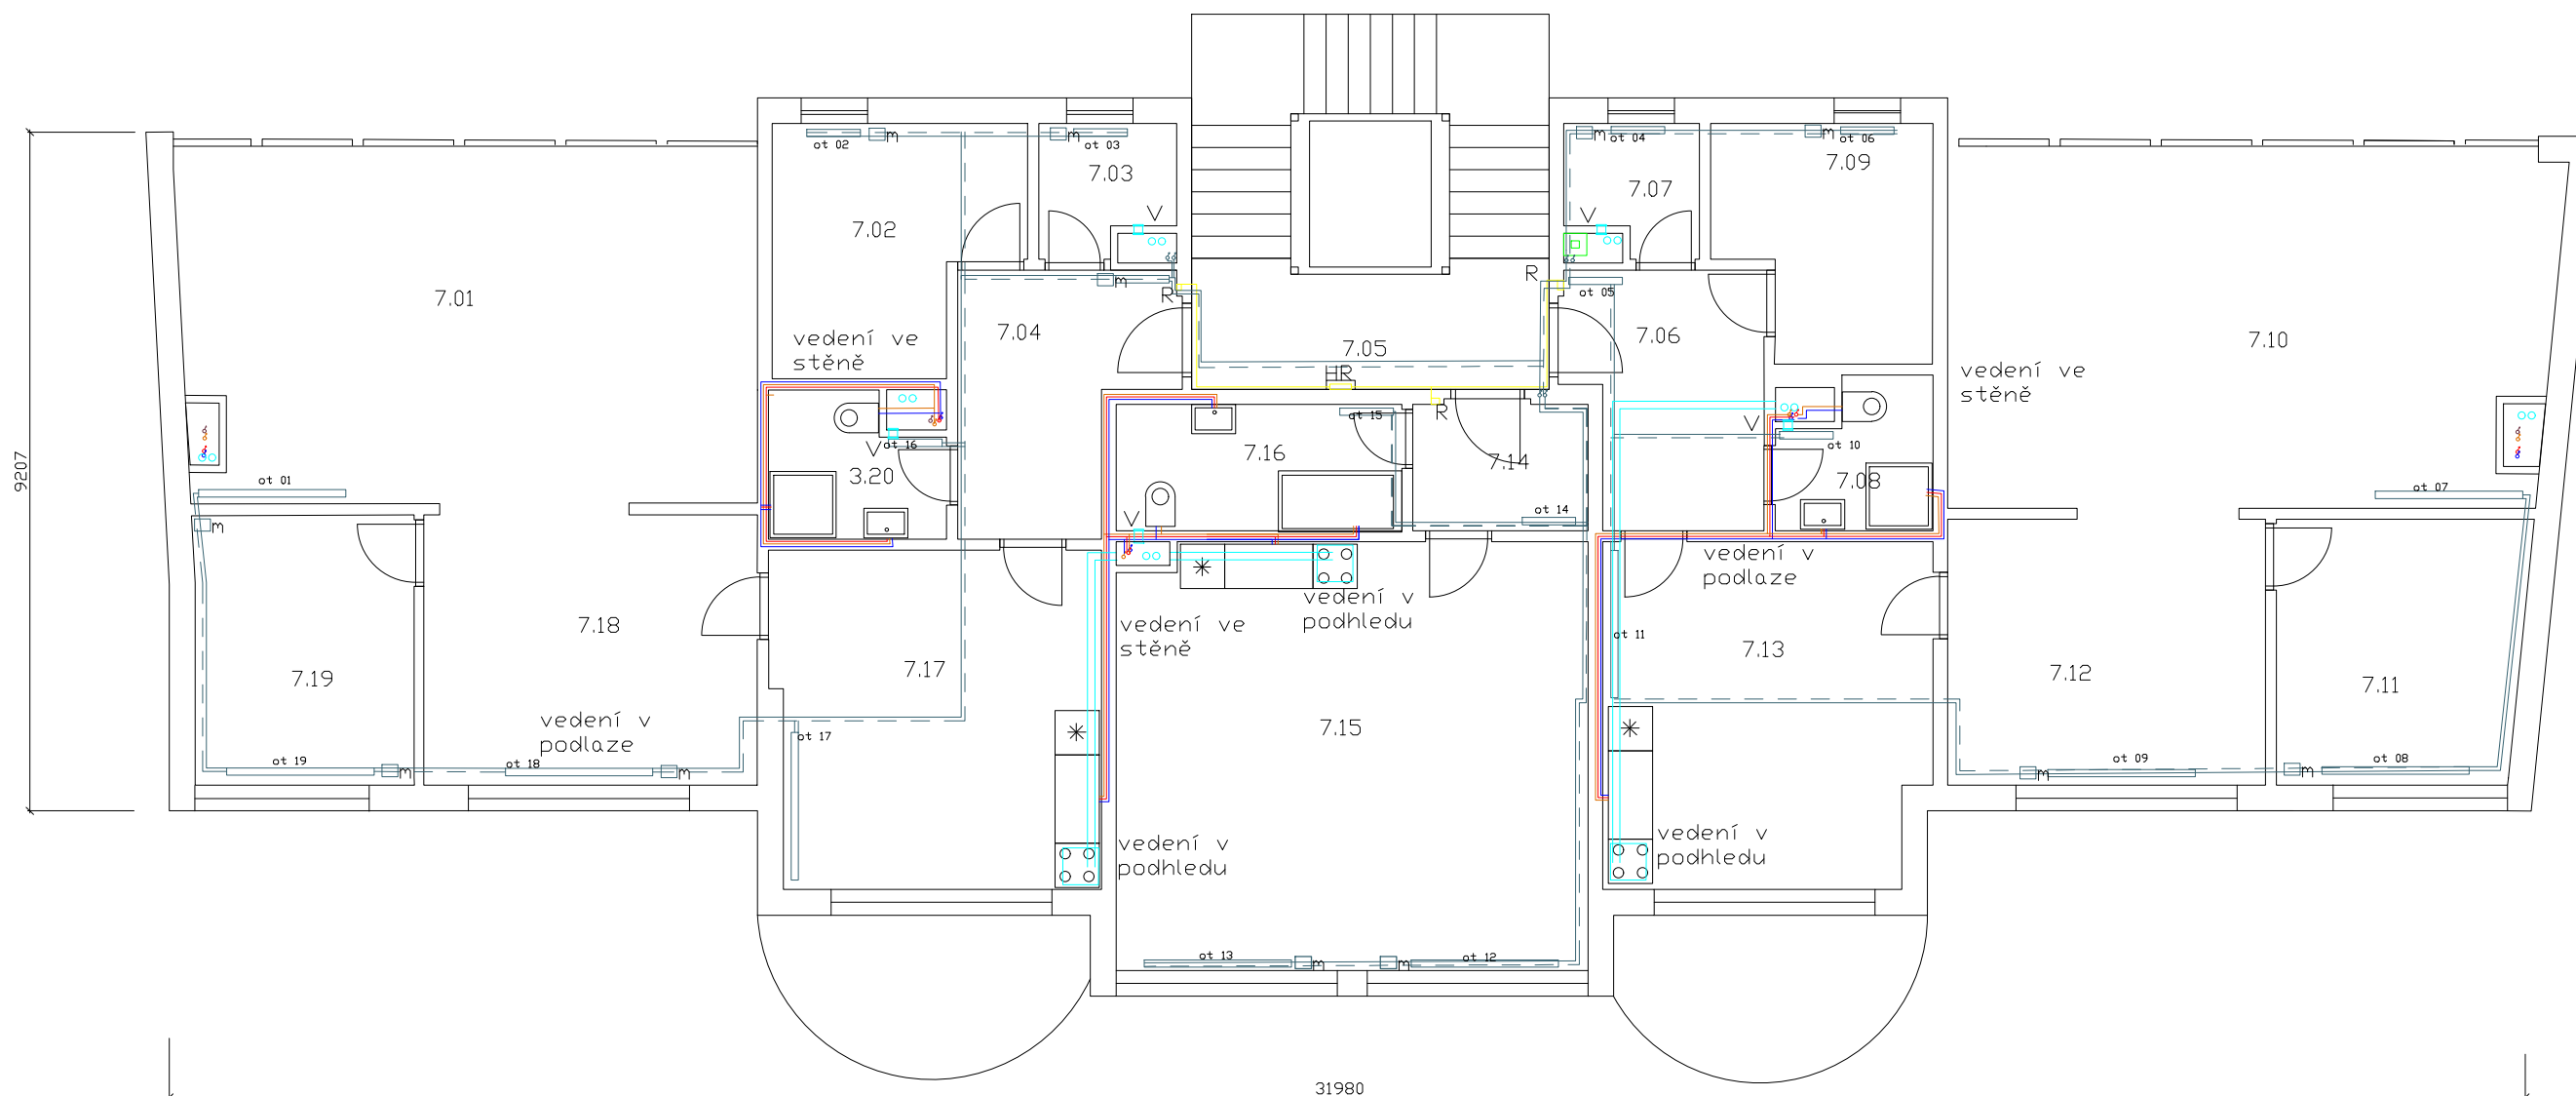 ot 02
m
m
ot 03
m
ot 04
m
ot 06
7.03
7.09
7.07
V
V
7.02
R
m
R
ot 05
7.01
7.04
7.06
7.10
vedení ve
stěně
7.05
HR
R
vedení ve
stěně
ot 15
V
ot 16
V
ot 10
7.16
7.14
3.20
7.08
9207
ot 01
m
ot 07
V
ot 14
vedení v
podlaze
vedení v
podhledu
vedení ve
stěně
7.18
ot 11
7.13
7.19
7.17
7.12
7.11
vedení v
podlaze
7.15
ot 17
ot 19
m
ot 18
m
m
ot 09
m
ot 08
vedení v
podhledu
vedení v
podhledu
ot 13
m
m
ot 12
31980